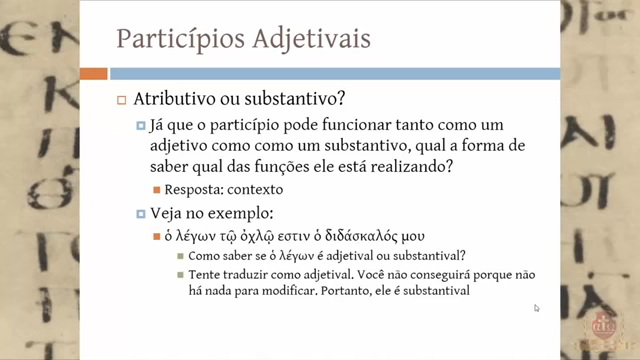 Particípios Adjetivais
Atributivo ou substantivo?
Já que o particípio pode funcionar tanto como um
adjetivo como como um substantivo, qual a forma de
saber qual das funções ele está realizando?
Resposta: contexto
Veja no exemplo:
ὁ λέγων τῷ ὀχλῷ εστιν ὁ διδάσκαλός μου
Como saber se ὁ λέγων é adjetival ou substantival?
Tente traduzir como adjetival. Você não conseguirá porque não
há nada para modificar. Portanto, ele é substantival